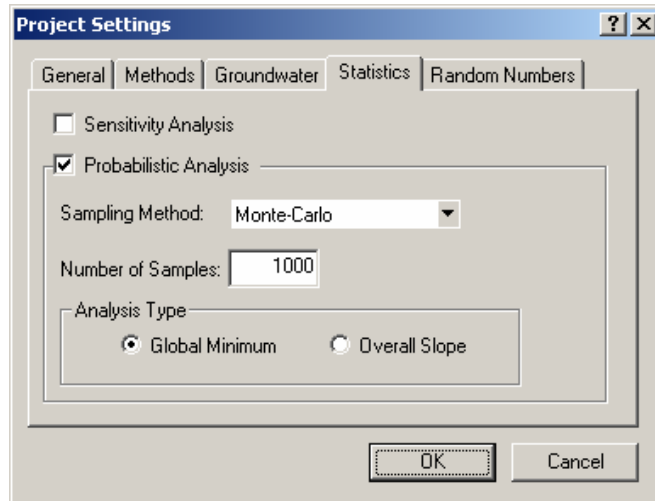 Project Settings
General Methods Groundwater Statistics Random Numbers
Sensitivity Analysis
Probabilistic Analysis
Sampling Method: Monte-Carlo
Number of Samples: 1000
Analysis Type
Global Minimum Overall Slope
OK Cancel